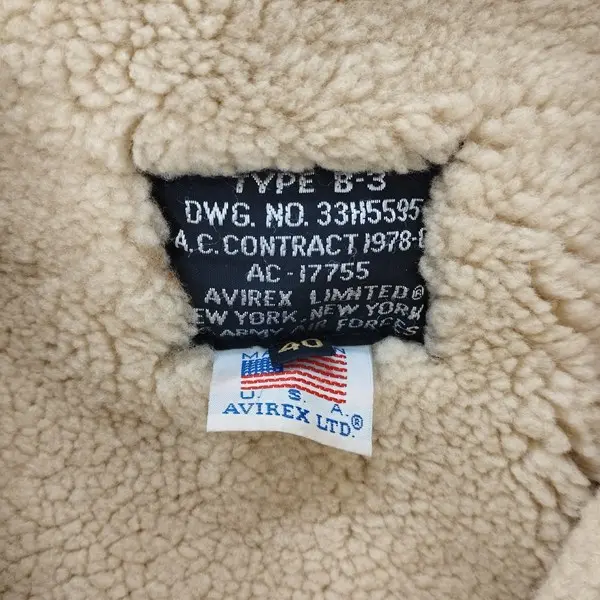 TYPE B-3
DWG. NO. 33H5595
A.C. CONTRACT 1978-
AC-17755
AVIREX LIMITED®
NEW YORK, NEW YORK
ARMY AIR FORCES
40
U. S. A.
AVIREX LTD.®